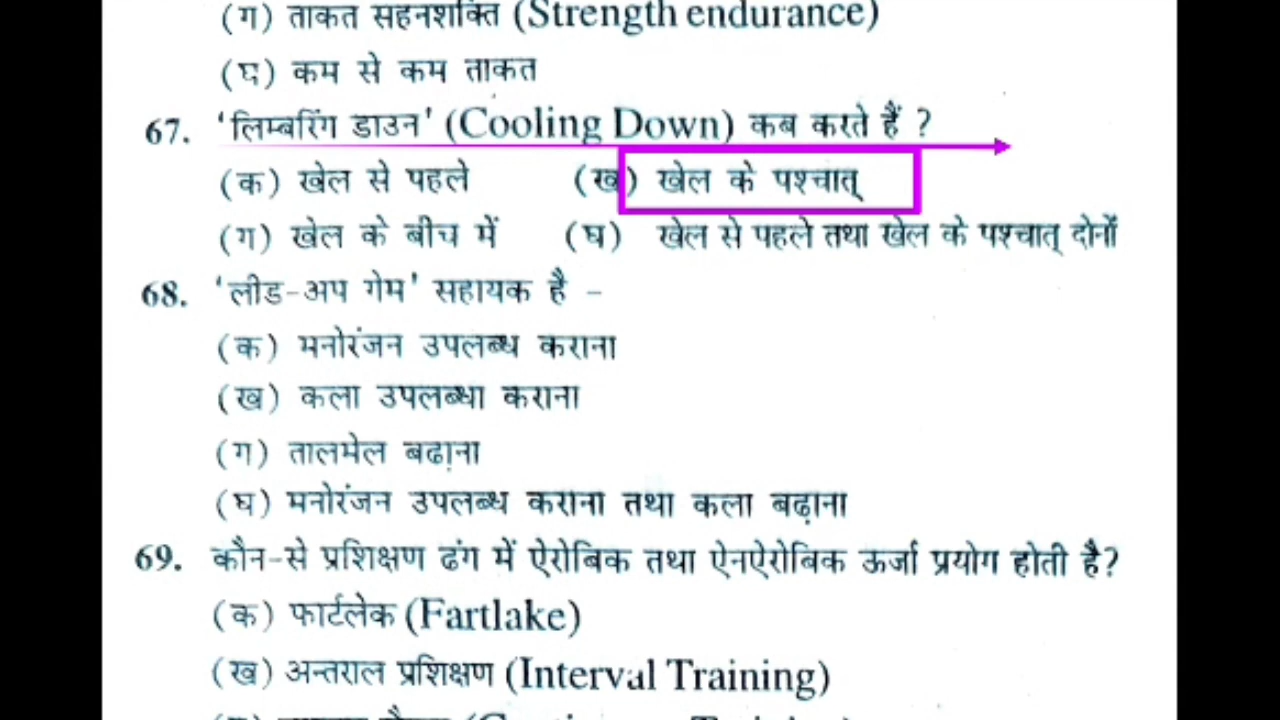 (ग) ताकत सहनशक्ति (Strength endurance)
(घ) कम से कम ताकत
67. 'लिम्बरिंग डाउन' (Cooling Down) कब करते हैं ?
(क) खेल से पहले (ख) खेल के पश्चात्
(ग) खेल के बीच में (घ) खेल से पहले तथा खेल के पश्चात् दोनों
68. 'लीड-अप गेम' सहायक है –
(क) मनोरंजन उपलब्ध कराना
(ख) कला उपलब्धा कराना
(ग) तालमेल बढ़ाना
(घ) मनोरंजन उपलब्ध कराना तथा कला बढ़ाना
69. कौन-से प्रशिक्षण ढंग में ऐरोबिक तथा ऐनऐरोबिक ऊर्जा प्रयोग होती है?
(क) फार्टलेक (Fartlake)
(ख) अन्तराल प्रशिक्षण (Interval Training)